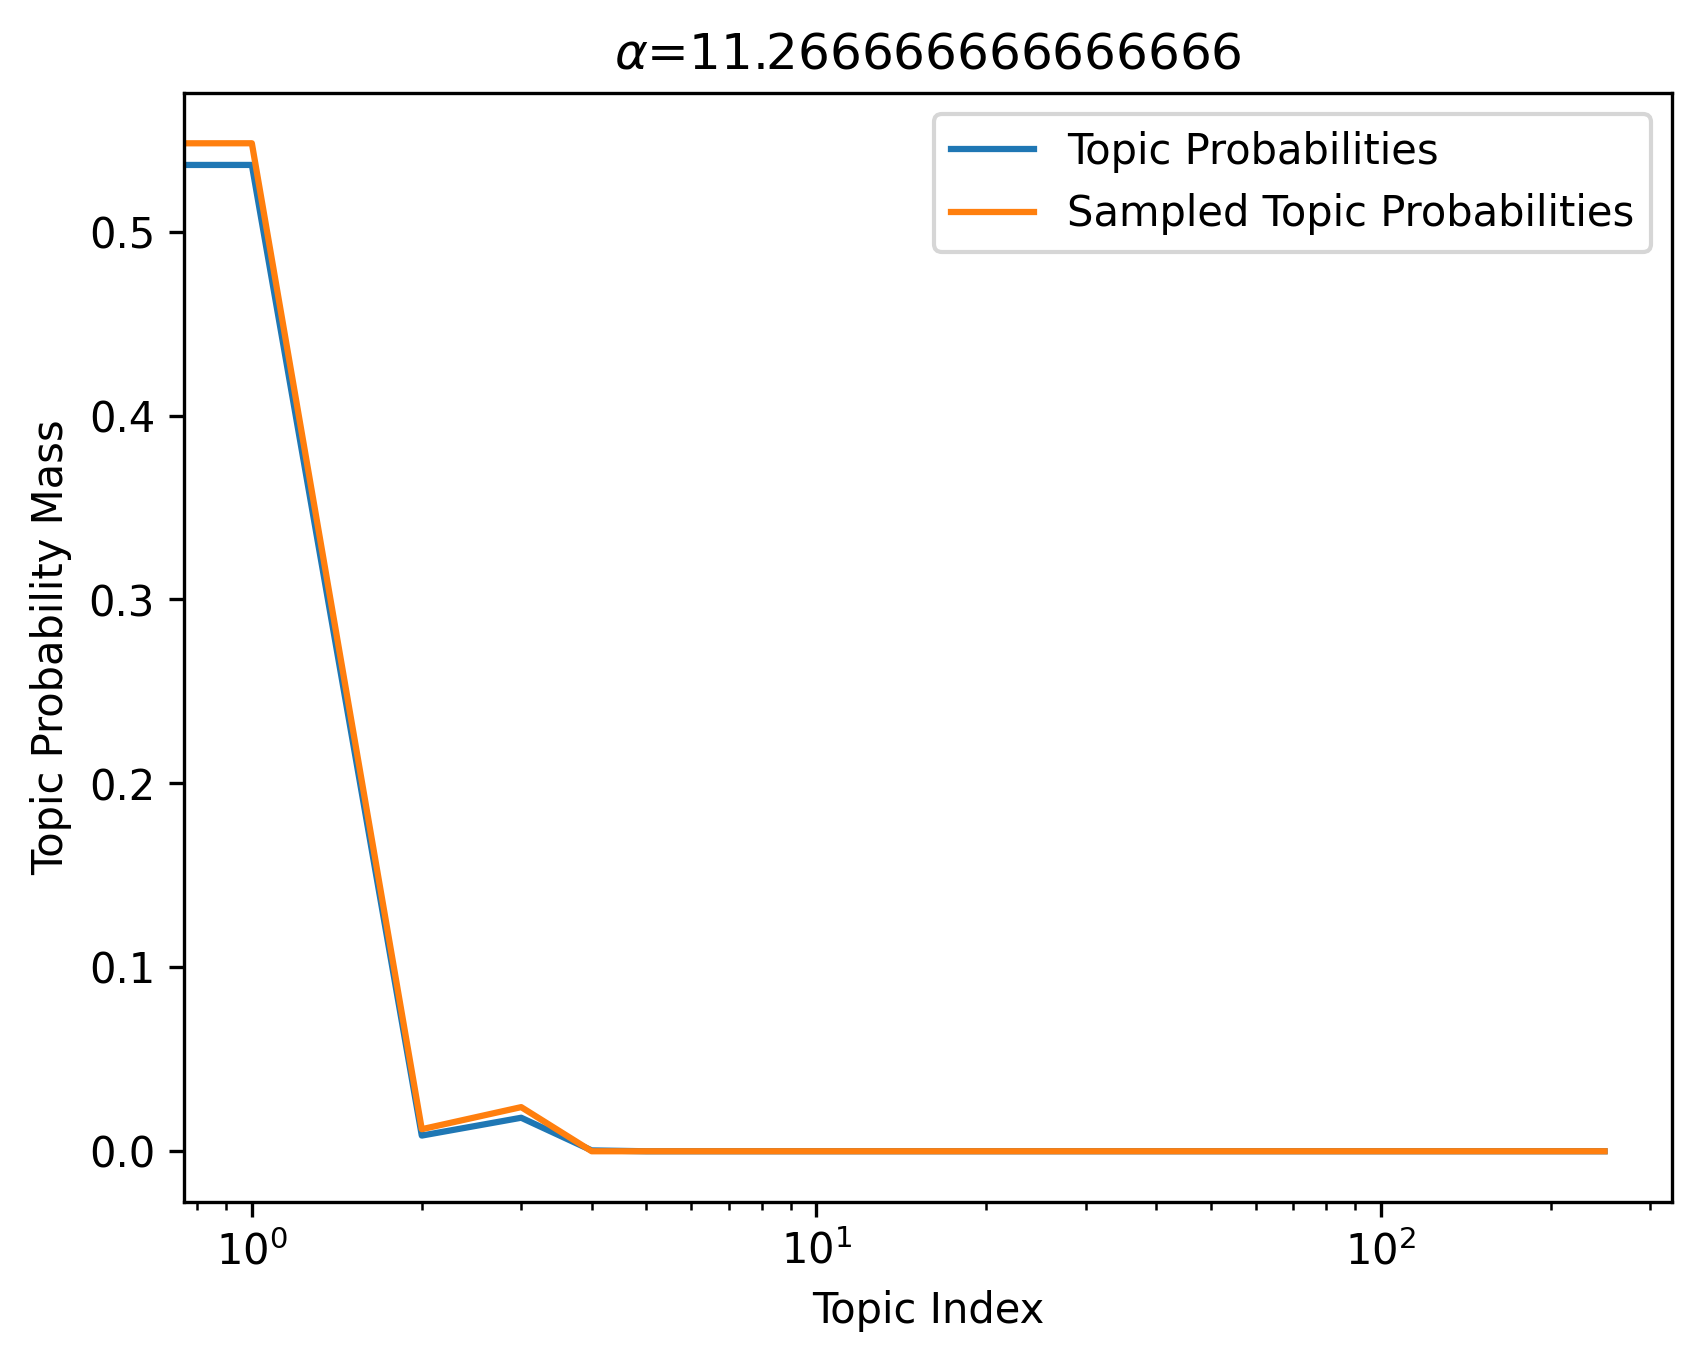 α=11.266666666666666
Topic Probabilities
Sampled Topic Probabilities
Topic Probability Mass
0.5
0.4
0.3
0.2
0.1
0.0
10⁰ 10¹ 10²
Topic Index